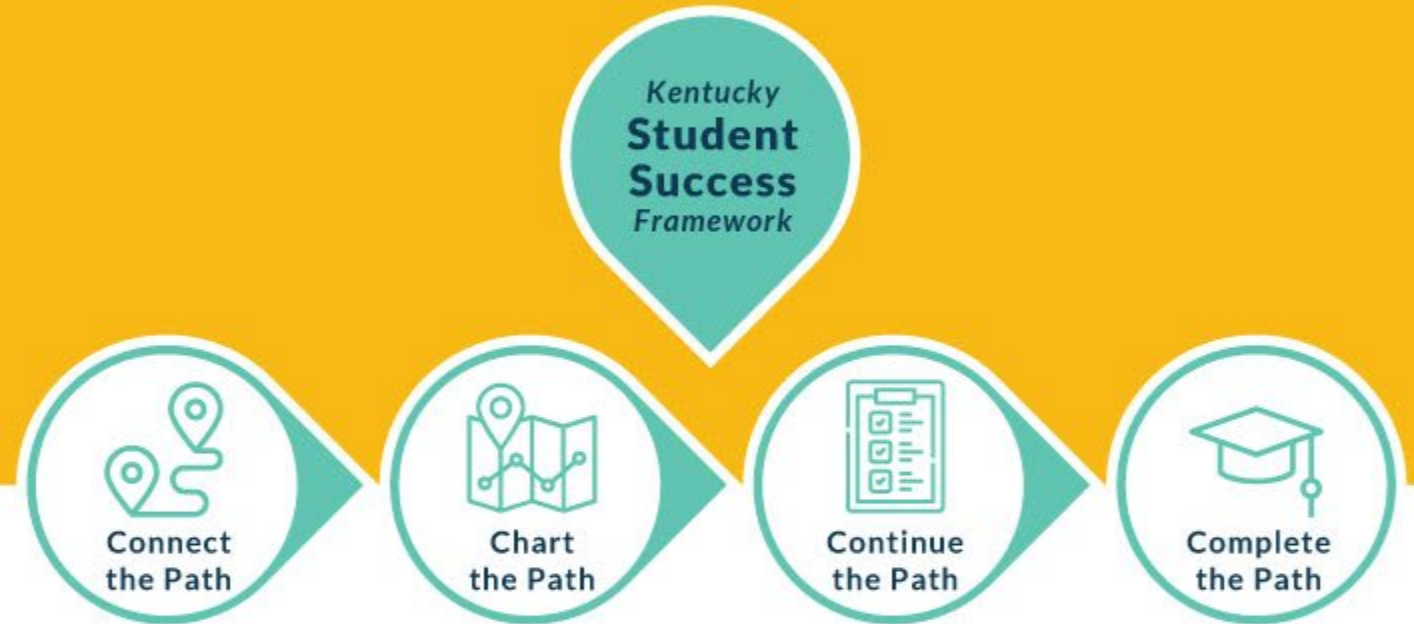 Kentucky
Student
Success
Framework
Connect
the Path
Chart
the Path
Continue
the Path
Complete
the Path